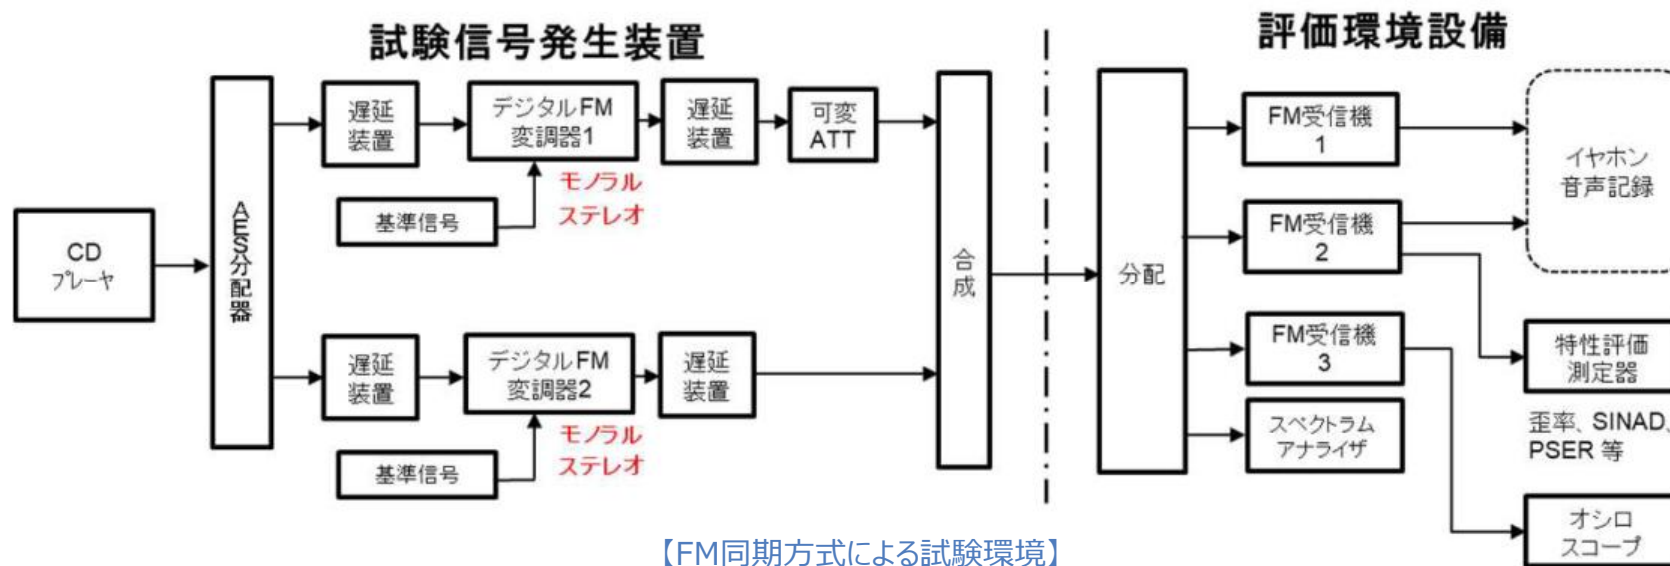 試験信号発生装置
評価環境設備
CD
プレーヤ
AES分配器
遅延
装置
デジタルFM
変調器1
遅延
装置
可変
ATT
基準信号
モノラル
ステレオ
遅延
装置
デジタルFM
変調器2
遅延
装置
基準信号
モノラル
ステレオ
合成
分配
FM受信機
1
FM受信機
2
FM受信機
3
スペクトラム
アナライザ
イヤホン
音声記録
特性評価
測定器
歪率、SINAD、
PSER 等
オシロ
スコープ
【FM同期方式による試験環境】